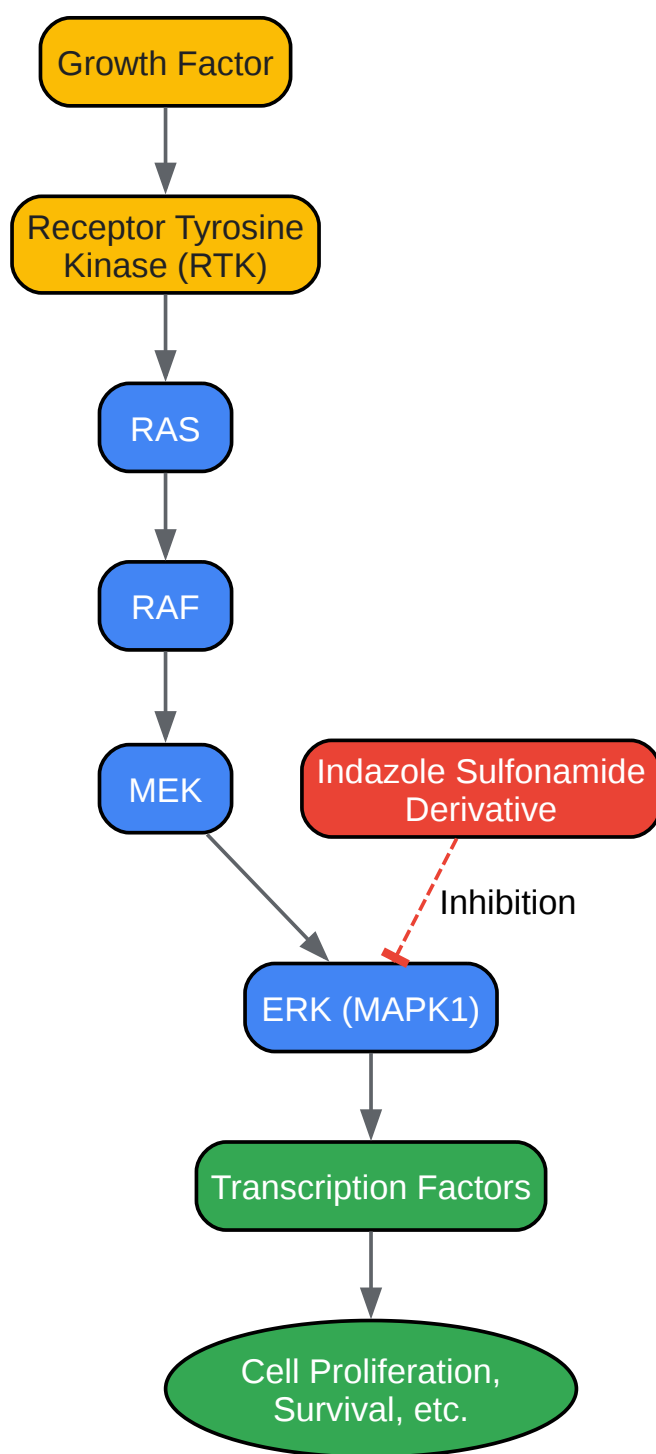 Growth Factor
Receptor Tyrosine
Kinase (RTK)
RAS
RAF
MEK
Indazole Sulfonamide
Derivative
Inhibition
ERK (MAPK1)
Transcription Factors
Cell Proliferation,
Survival, etc.